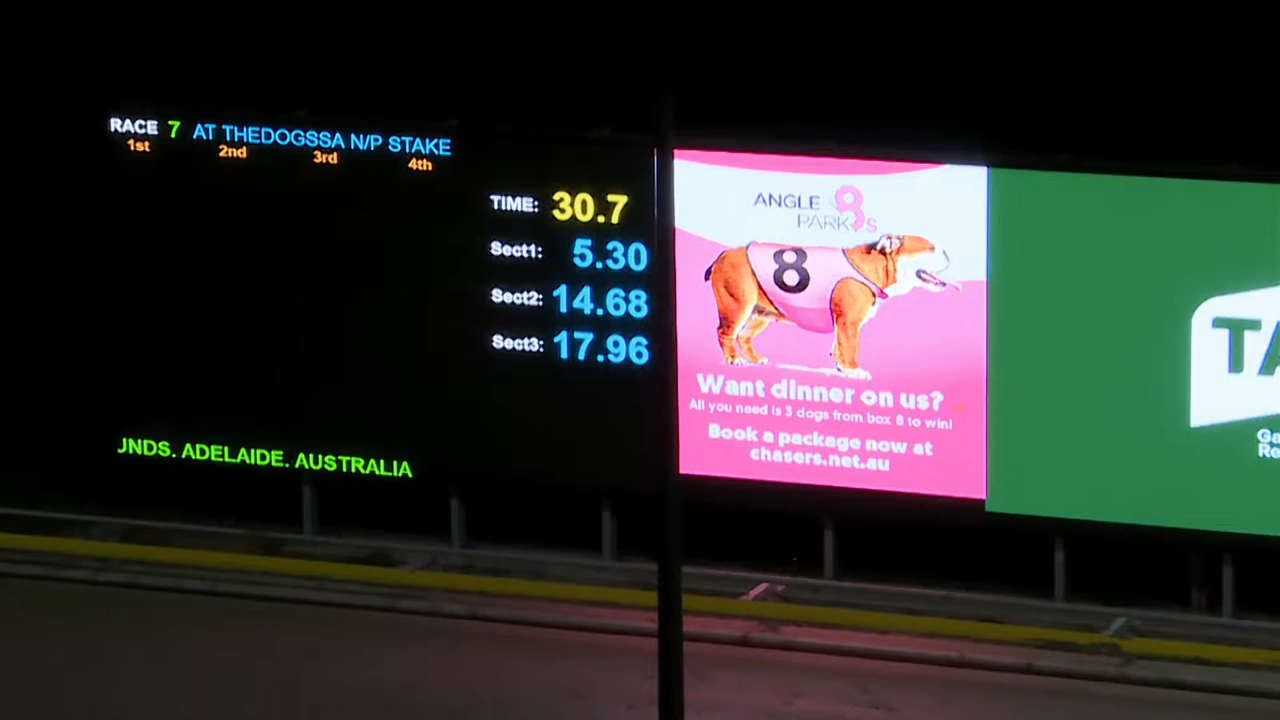 RACE 7 AT THEDOGSSA N/P STAKE
1st 2nd 3rd 4th
TIME: 30.7
Sect1: 5.30
Sect2: 14.68
Sect3: 17.96
JNDS. ADELAIDE. AUSTRALIA
ANGLE
PARK 8s
8
Want dinner on us?
All you need is 3 dogs from box 8 to win!
Book a package now at
chasers.net.au
TA
Ga
Re